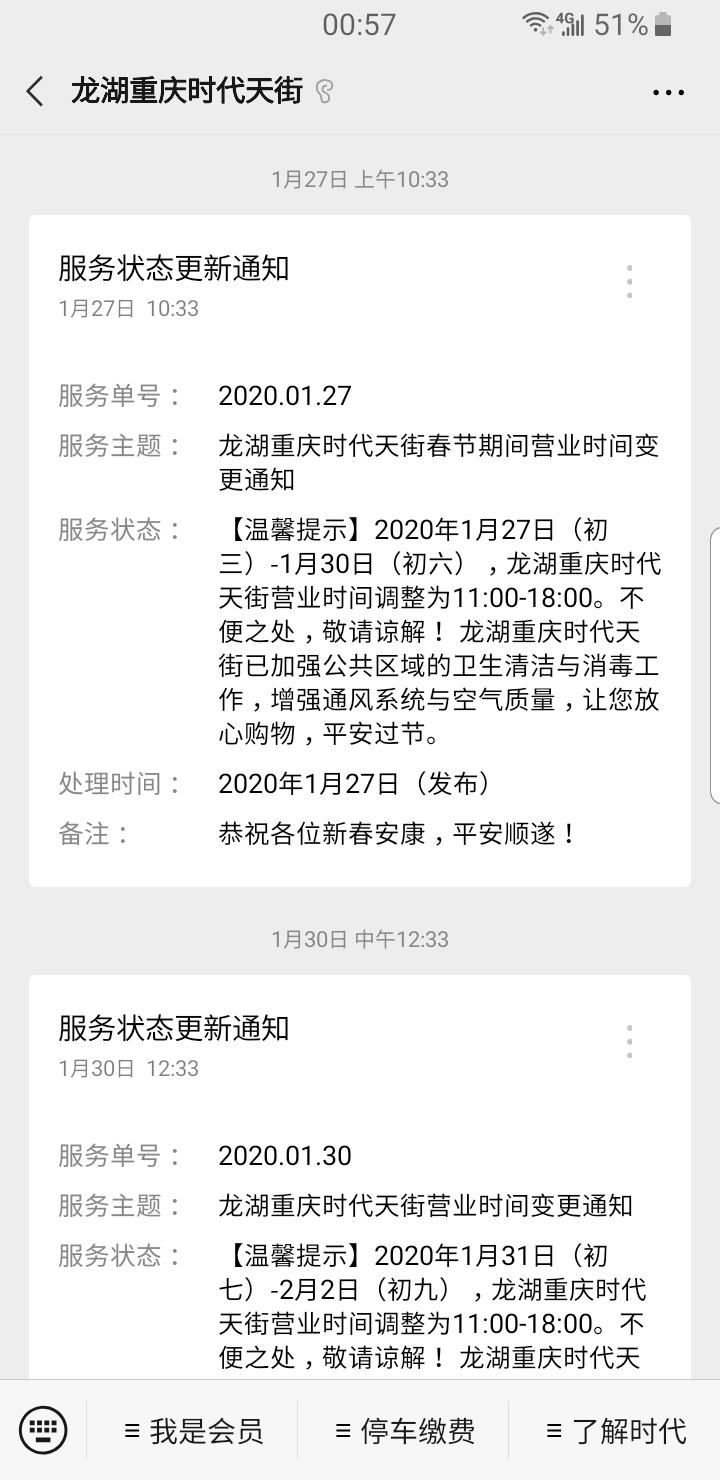 00:57
4G 51%
龙湖重庆时代天街
1月27日 上午10:33
服务状态更新通知
1月27日 10:33
服务单号： 2020.01.27
服务主题： 龙湖重庆时代天街春节期间营业时间变
更通知
服务状态： 【温馨提示】2020年1月27日（初
三）-1月30日（初六），龙湖重庆时代
天街营业时间调整为11:00-18:00。不
便之处，敬请谅解！ 龙湖重庆时代天
街已加强公共区域的卫生清洁与消毒工
作，增强通风系统与空气质量，让您放
心购物，平安过节。
处理时间： 2020年1月27日（发布）
备注： 恭祝各位新春安康，平安顺遂！
1月30日 中午12:33
服务状态更新通知
1月30日 12:33
服务单号： 2020.01.30
服务主题： 龙湖重庆时代天街营业时间变更通知
服务状态： 【温馨提示】2020年1月31日（初
七）-2月2日（初九），龙湖重庆时代
天街营业时间调整为11:00-18:00。不
便之处，敬请谅解！ 龙湖重庆时代天
我是会员 停车缴费 了解时代